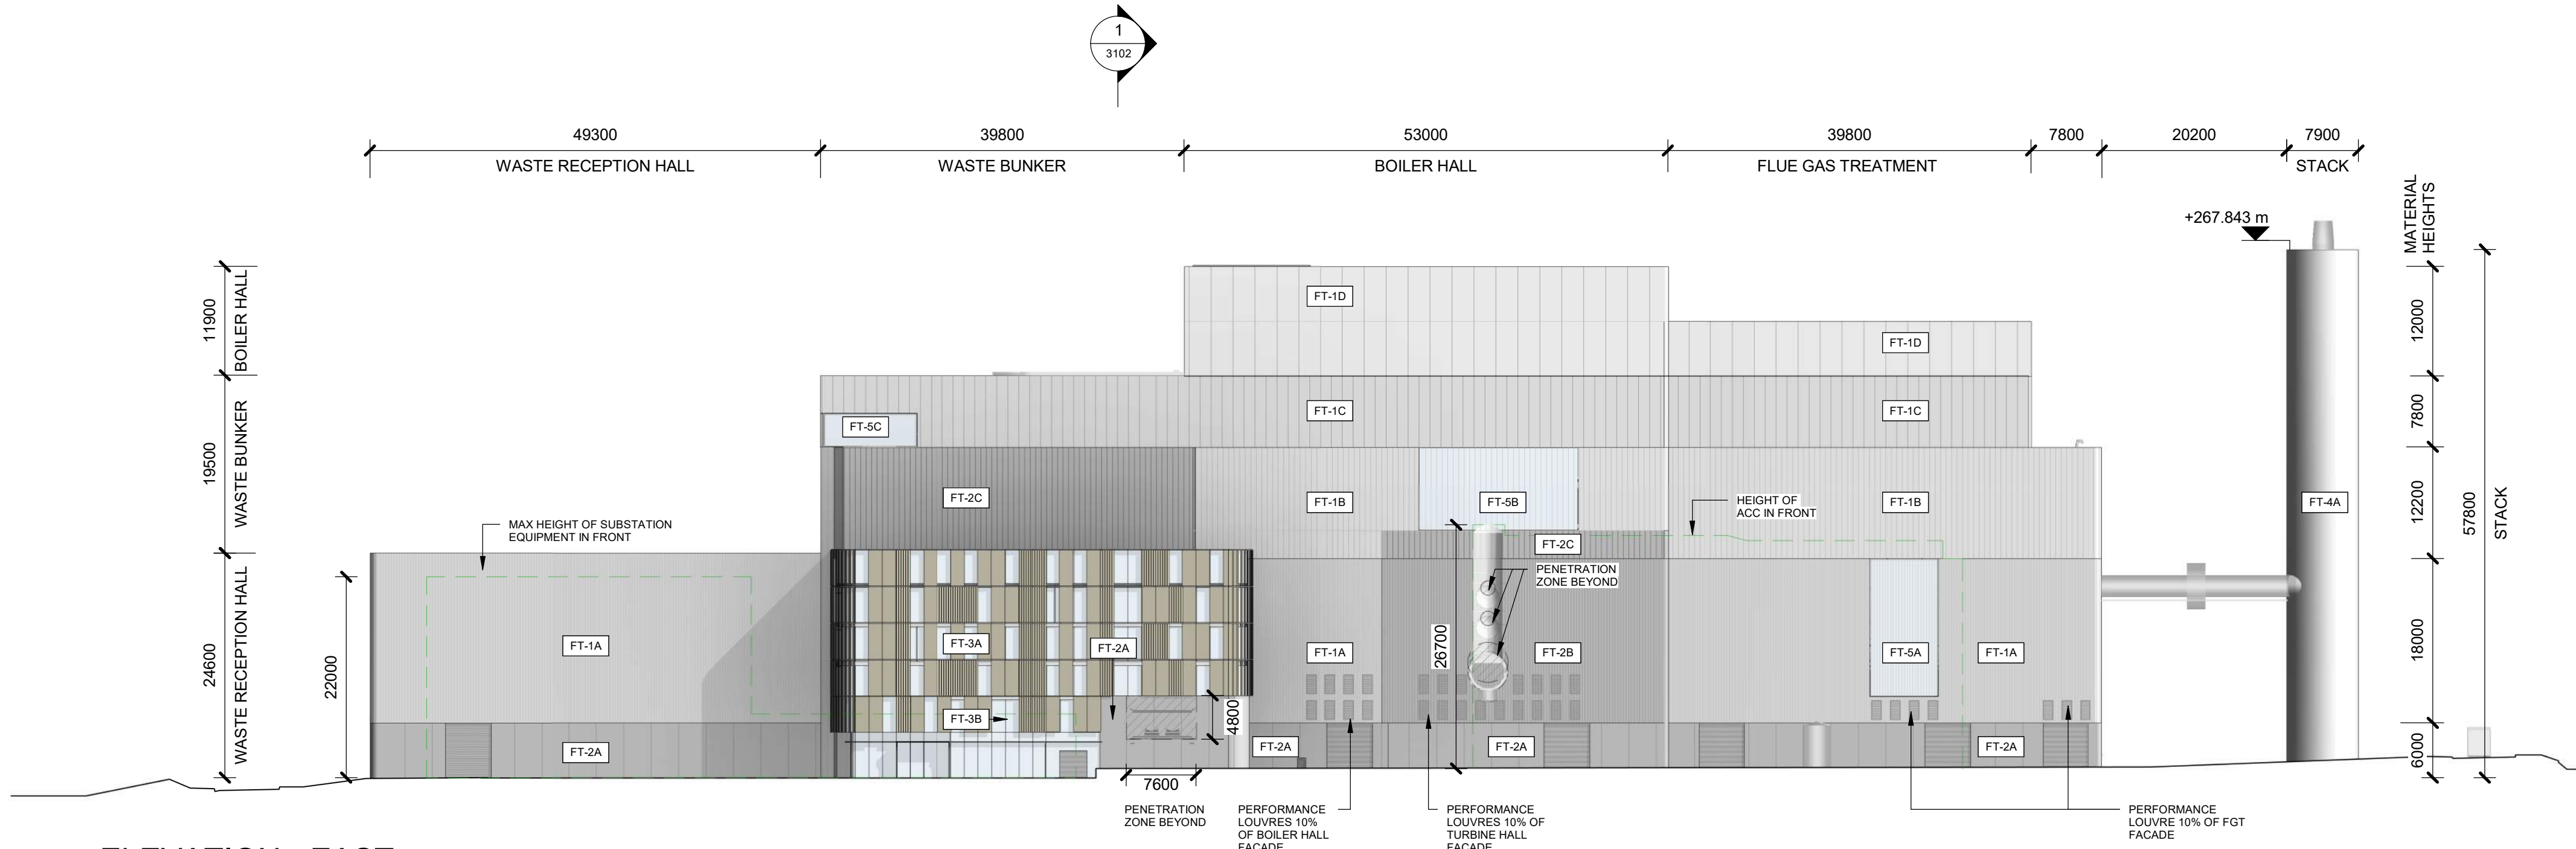 1
3102
49300
39800
53000
39800
7800
20200
7900
WASTE RECEPTION HALL
WASTE BUNKER
BOILER HALL
FLUE GAS TREATMENT
STACK
MATERIAL
HEIGHTS
+267.843 m
11900
BOILER HALL
19500
WASTE BUNKER
24600
WASTE RECEPTION HALL
22000
12000
7800
12200
18000
6000
57800
STACK
FT-1D
FT-1D
FT-1C
FT-1C
FT-5C
FT-2C
FT-1B
FT-5B
FT-1B
FT-4A
HEIGHT OF
ACC IN FRONT
MAX HEIGHT OF SUBSTATION
EQUIPMENT IN FRONT
FT-2C
PENETRATION
ZONE BEYOND
26700
FT-1A
FT-3A
FT-2A
FT-1A
FT-2B
FT-5A
FT-1A
FT-3B
4800
FT-2A
FT-2A
FT-2A
FT-2A
7600
PENETRATION
ZONE BEYOND
PERFORMANCE
LOUVRES 10%
OF BOILER HALL
FACADE
PERFORMANCE
LOUVRES 10% OF
TURBINE HALL
FACADE
PERFORMANCE
LOUVRE 10% OF FGT
FACADE
ELEVATION - EAST